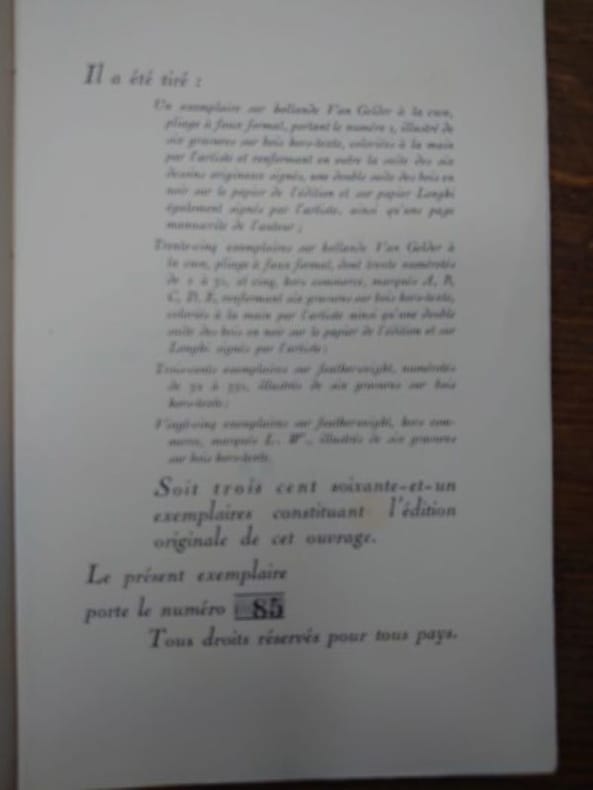 Il a été tiré :
Un exemplaire sur hollande Van Gelder à la cuve,
pliage à faux format, portant le numéro 1, illustré de
six gravures sur bois hors-texte, coloriées à la main
par l'artiste et renfermant en outre la suite des six
dessins originaux signés, une double suite des bois en
noir sur le papier de l'édition et sur papier Longhi
également signés par l'artiste, ainsi qu'une page
manuscrite de l'auteur ;
Trente-cinq exemplaires sur hollande Van Gelder à
la cuve, pliage à faux format, dont trente numérotés
de 2 à 31, et cinq, hors commerce, marqués A, B,
C, D, E, renfermant six gravures sur bois hors-texte,
coloriés à la main par l'artiste ainsi qu'une double
suite des bois en noir sur le papier de l'édition et sur
Longhi signés par l'artiste ;
Trois-cents exemplaires sur featherweight, numérotés
de 32 à 331, illustrés de six gravures sur bois
hors-texte ;
Vingt-cinq exemplaires sur featherweight, hors com-
merce, marqués L. W., illustrés de six gravures
sur bois hors-texte.
Soit trois cent soixante-et-un
exemplaires constituant l'édition
originale de cet ouvrage.
Le présent exemplaire
porte le numéro 85
Tous droits réservés pour tous pays.